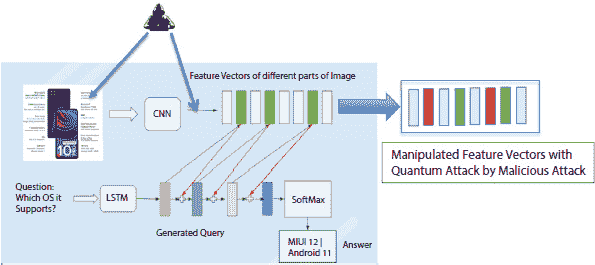 Feature Vectors of different parts of Image
CNN
10
Manipulated Feature Vectors with
Quantum Attack by Malicious Attack
Question:
Which OS it
Supports?
LSTM
SoftMax
Generated Query
MIUI 12 |
Android 11
Answer